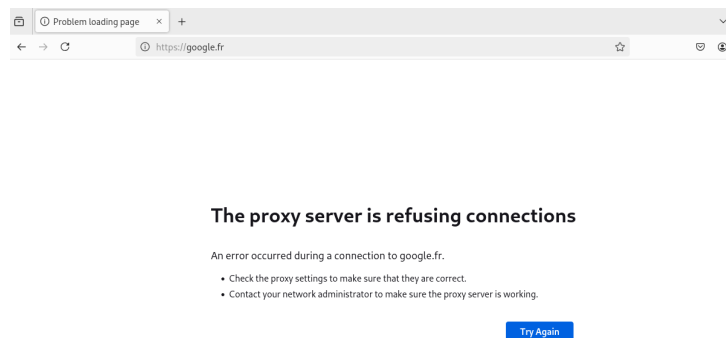 Problem loading page
https://google.fr
The proxy server is refusing connections
An error occurred during a connection to google.fr.
• Check the proxy settings to make sure that they are correct.
• Contact your network administrator to make sure the proxy server is working.
Try Again